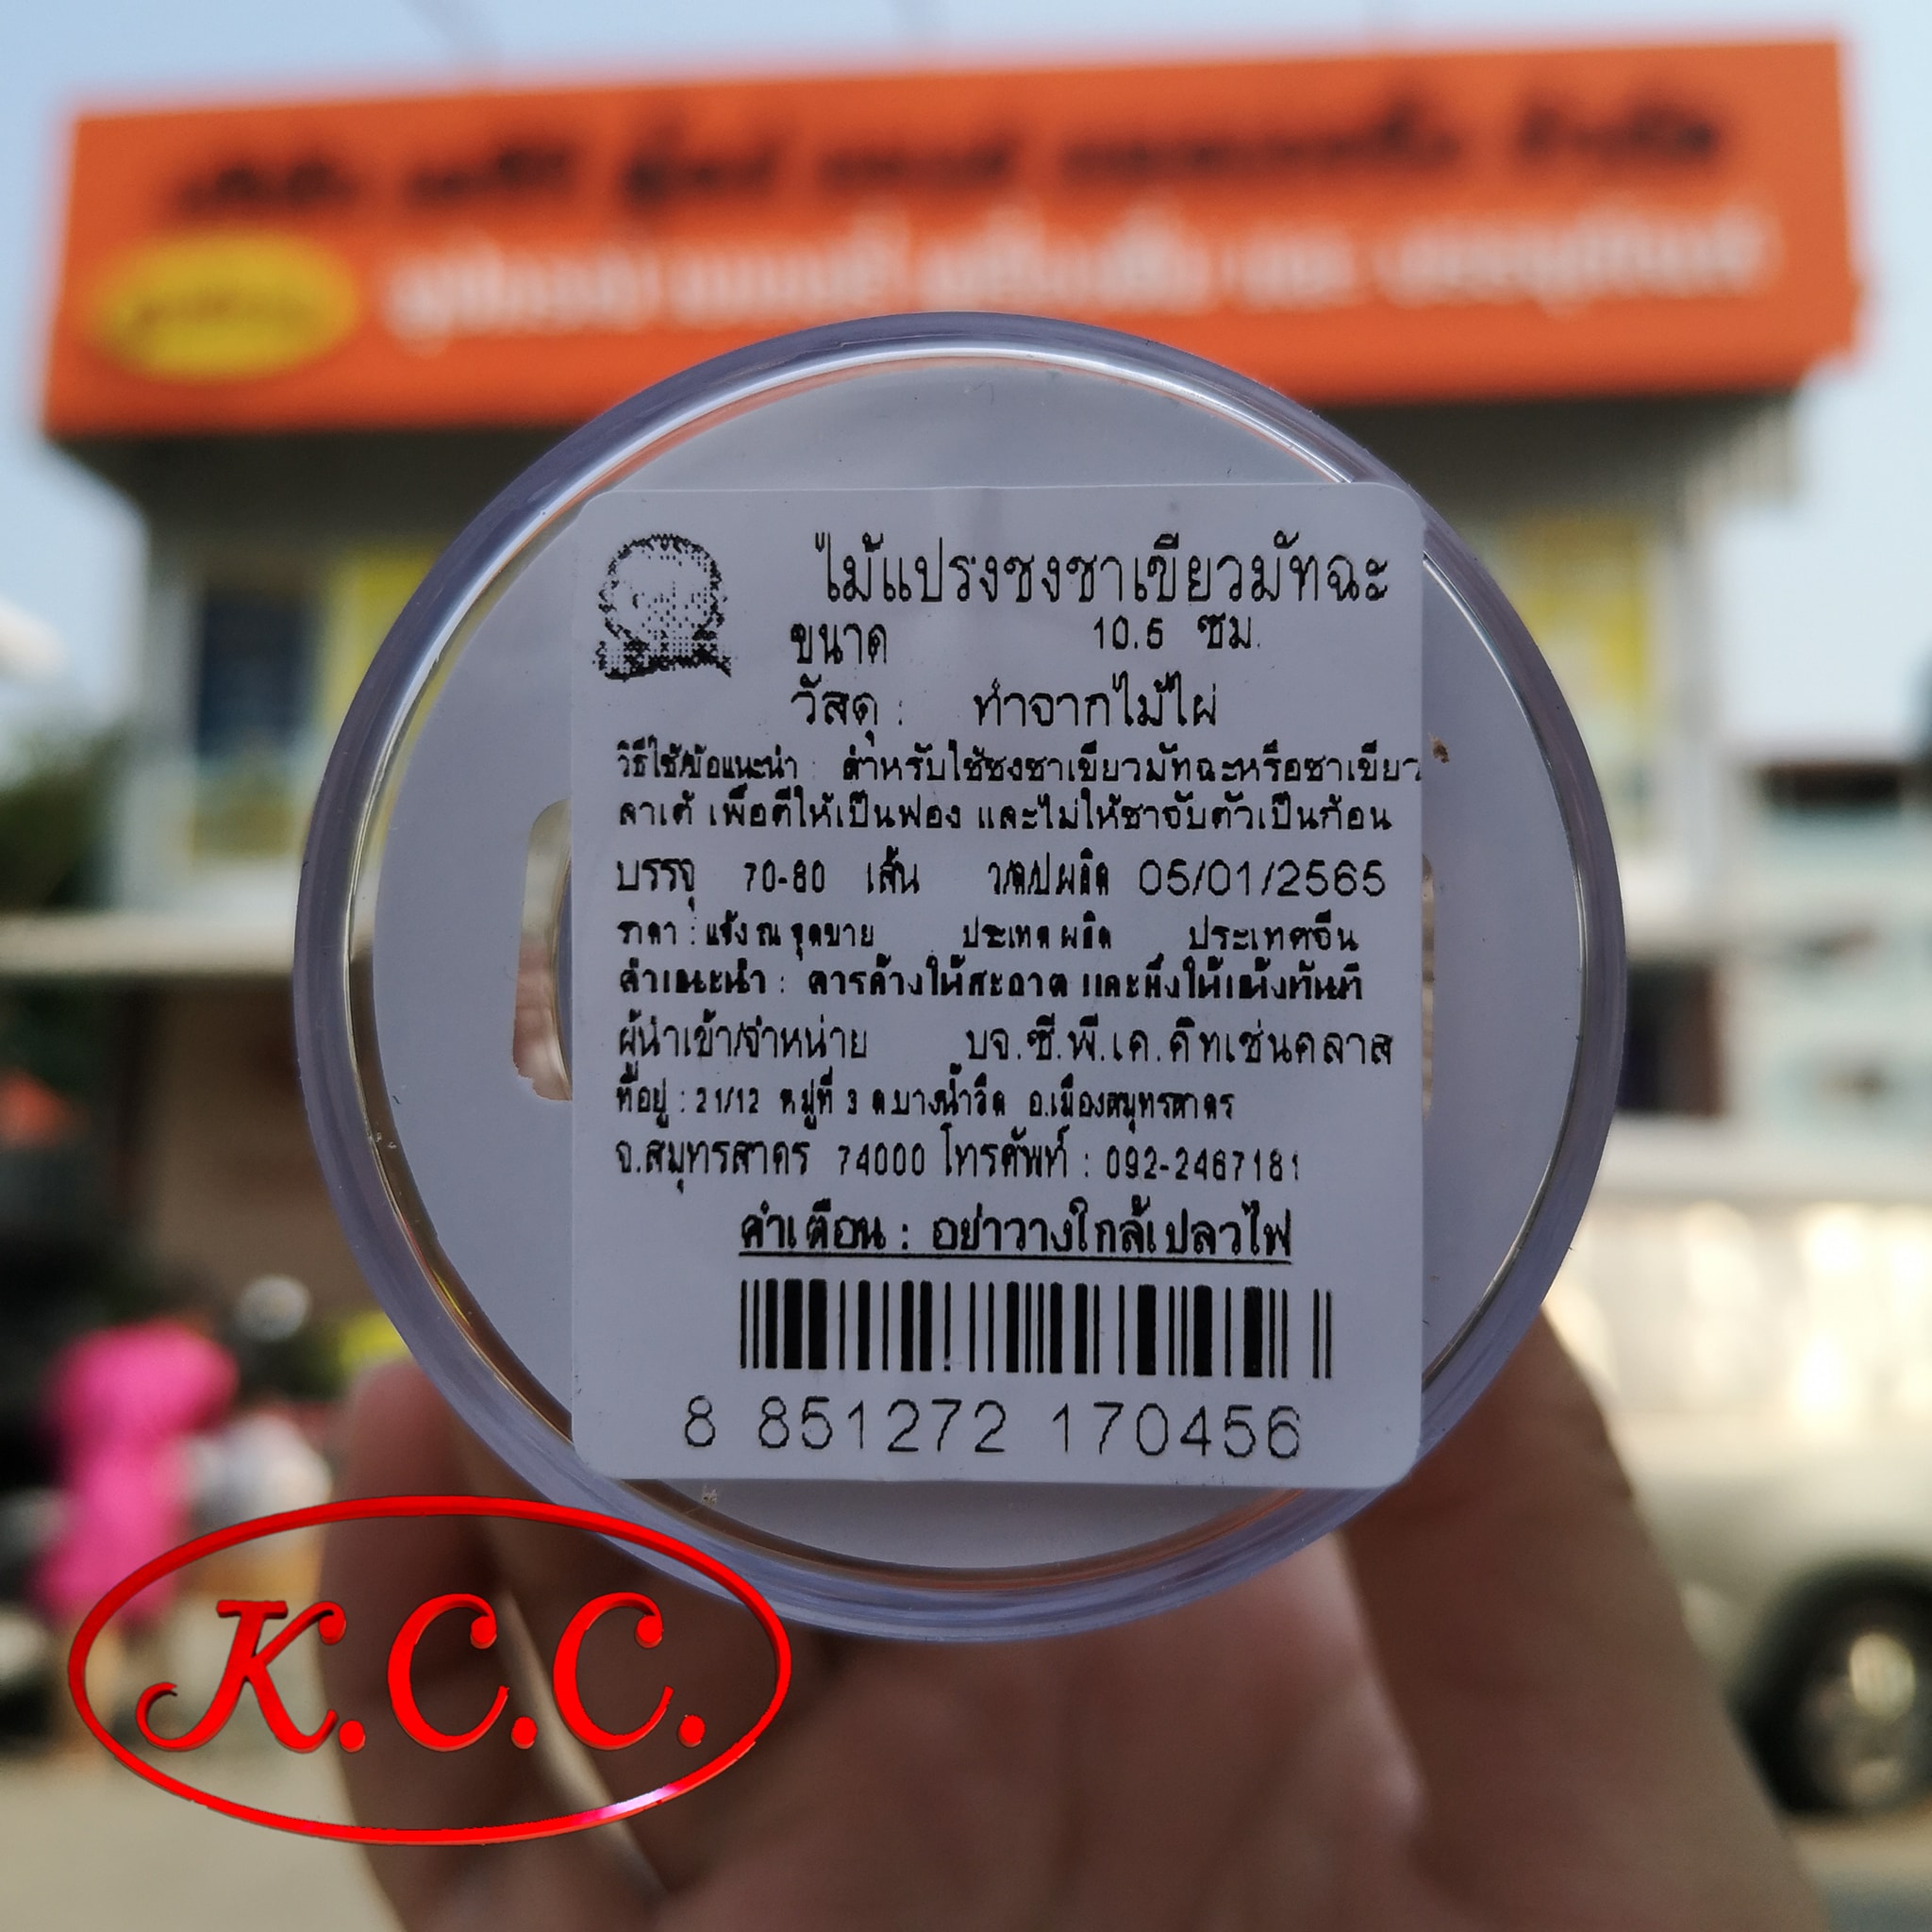 ไม้แปรงชงชาเขียวมัทฉะ
ขนาด 10.5 ซม.
วัสดุ : ทำจากไม้ไผ่
วิธีใช้/ข้อแนะนำ : สำหรับใช้ชงชาเขียวมัทฉะหรือชาเขียว
ลาเต้ เพื่อตีให้เป็นฟอง และไม่ให้ชาจับตัวเป็นก้อน
บรรจุ 70-80 เส้น ว/ด/ป ผลิต 05/01/2565
ราคา : แจ้ง ณ จุดขาย ประเทศ ผลิต ประเทศจีน
คำแนะนำ : ควรล้างให้สะอาด และผึ่งให้แห้งทันที
ผู้นำเข้า/จำหน่าย บจ.ซี.พี.เค.คิทเช่นคลาส
ที่อยู่ : 21/12 หมู่ที่ 3 ต.บางน้ำจืด อ.เมืองสมุทรสาคร
จ.สมุทรสาคร 74000 โทรศัพท์ : 092-2467181
คำเตือน : อย่าวางใกล้เปลวไฟ
8 851272 170456
K.C.C.